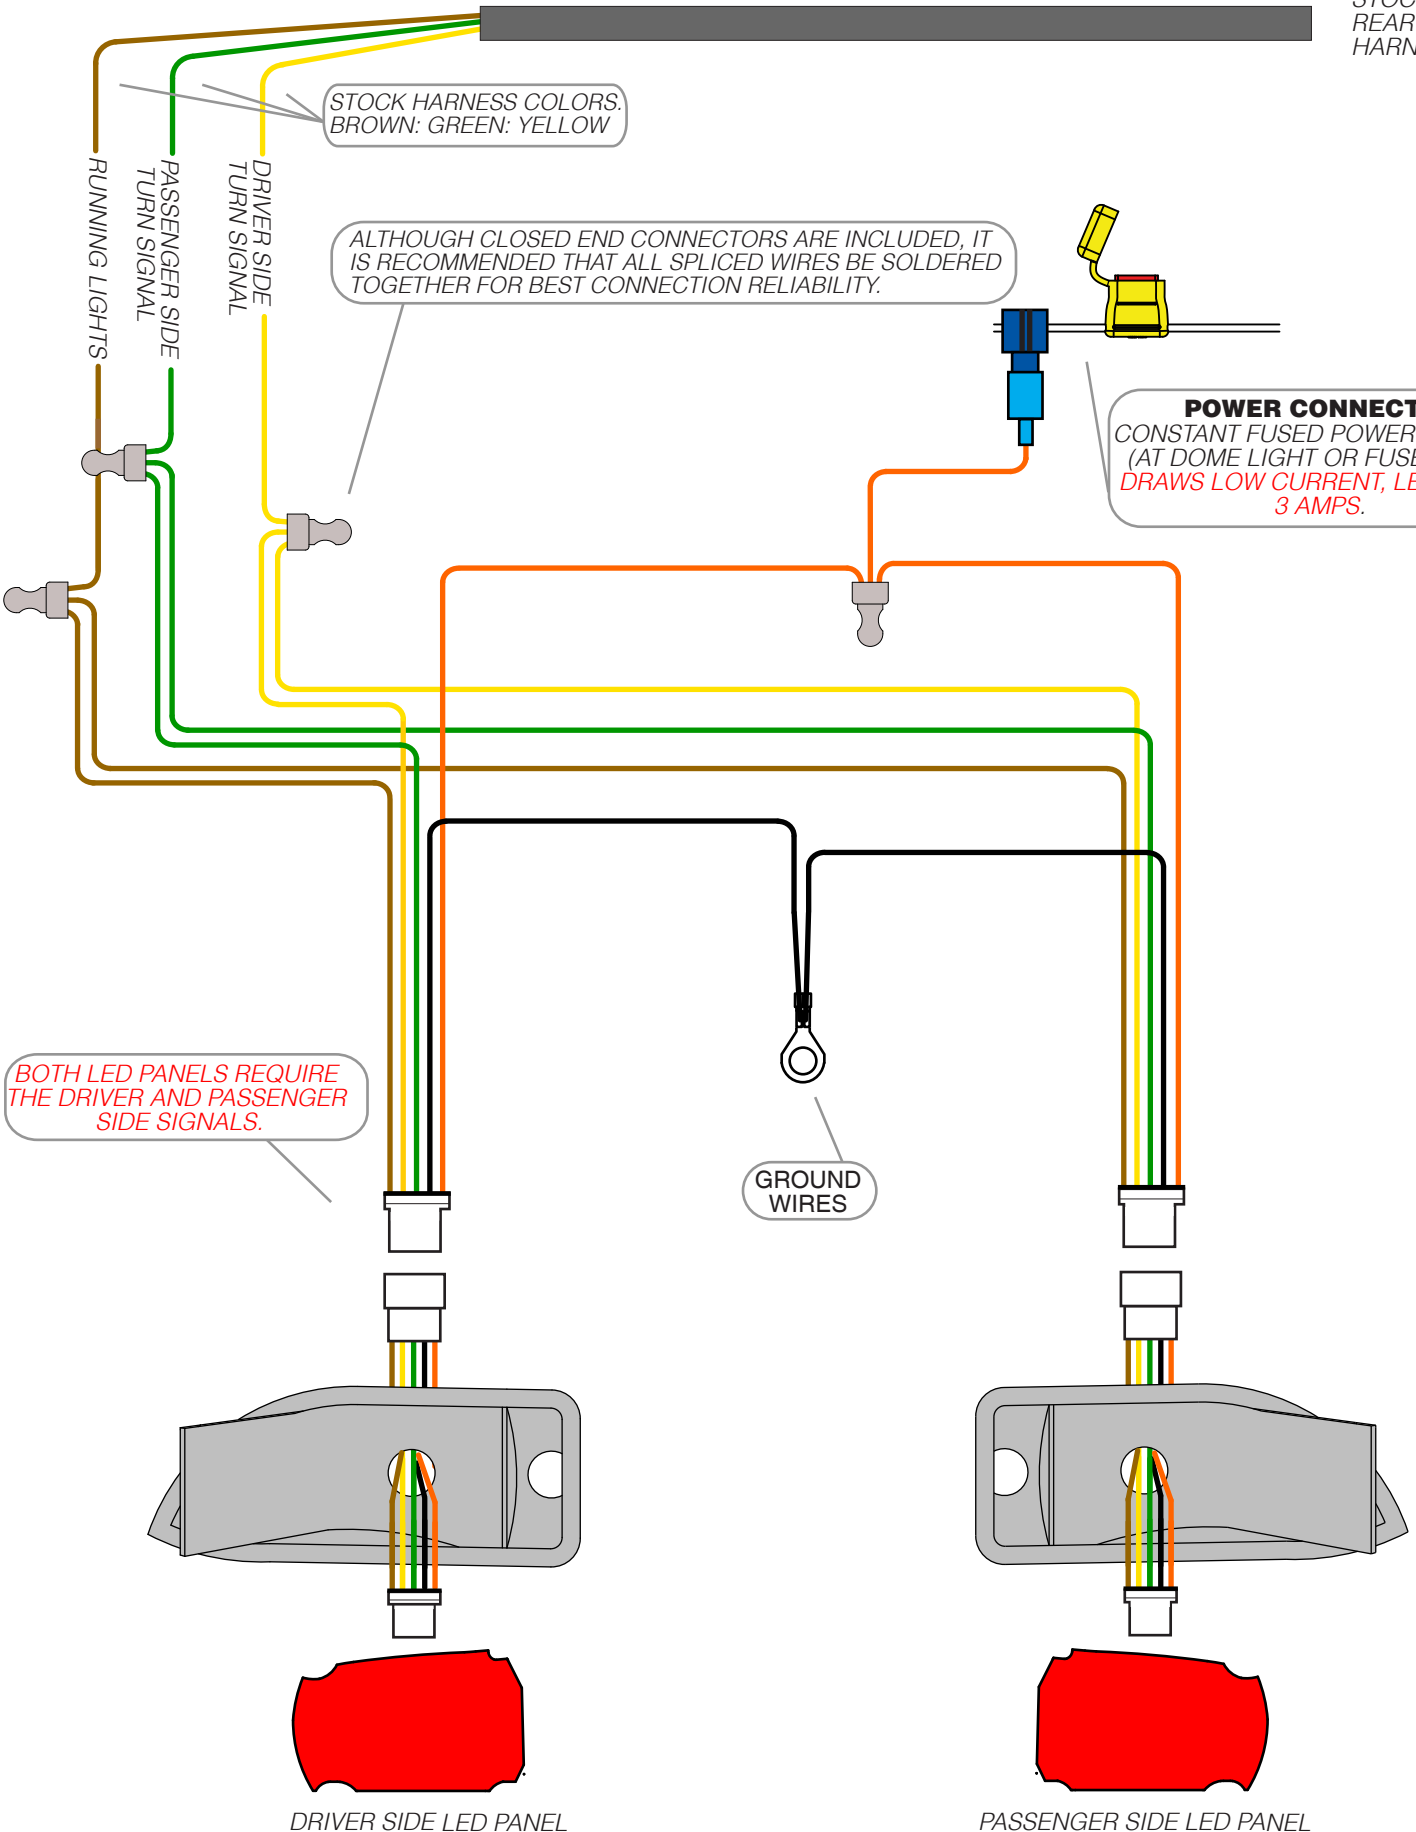 REAR
STOCK HARNESS COLORS.
BROWN: GREEN: YELLOW
RUNNING LIGHTS
PASSENGER SIDE
TURN SIGNAL
DRIVER SIDE
TURN SIGNAL
ALTHOUGH CLOSED END CONNECTORS ARE INCLUDED, IT
IS RECOMMENDED THAT ALL SPLICED WIRES BE SOLDERED
TOGETHER FOR BEST CONNECTION RELIABILITY.
POWER CONNECT
CONSTANT FUSED POWER
(AT DOME LIGHT OR FUSE
DRAWS LOW CURRENT, LE
3 AMPS.
BOTH LED PANELS REQUIRE
THE DRIVER AND PASSENGER
SIDE SIGNALS.
GROUND
WIRES
DRIVER SIDE LED PANEL
PASSENGER SIDE LED PANEL